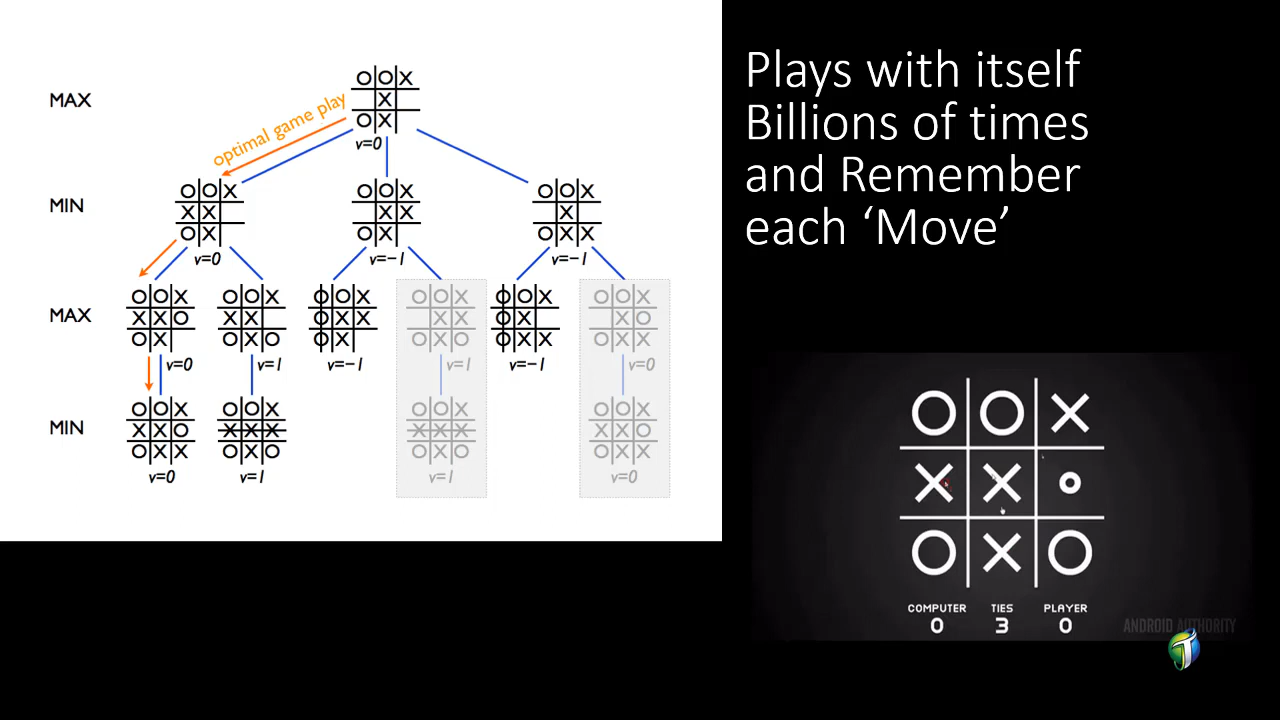 Plays with itself
Billions of times
and Remember
each ‘Move’
MAX
optimal game play
O O X
X
O X
v=0
MIN
O O X
X X
O X
v=0
O O X
X X
O X
v=-1
O O X
X
O X X
v=-1
MAX
O O X
X X O
O X
v=0
O O X
X X
O X O
v=1
O O X
O X X
O X
v=-1
O O X
X X
O X O
v=1
O O X
O X
O X X
v=-1
O O X
X O
O X X
v=0
MIN
O O X
X X O
O X X
v=0
O O X
X X X
O X O
v=1
O O X
X X X
O X O
v=1
O O X
X X O
O X X
v=0
O O X
X X O
O X O
COMPUTER TIES PLAYER
0 3 0
ANDROID AUTHORITY
T